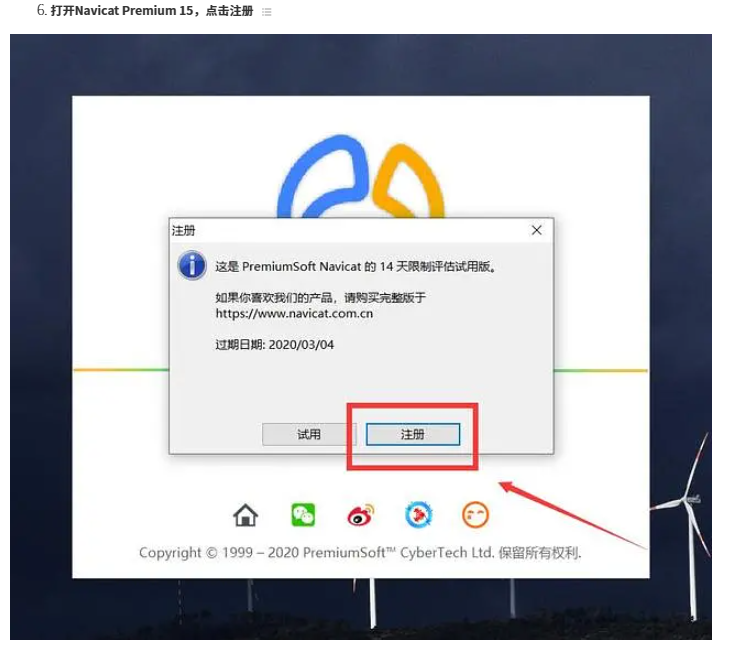 6. 打开Navicat Premium 15，点击注册
注册
这是 PremiumSoft Navicat 的 14 天限制评估试用版。
如果你喜欢我们的产品，请购买完整版于
https://www.navicat.com.cn
过期日期: 2020/03/04
试用
注册
Copyright © 1999 – 2020 PremiumSoft™ CyberTech Ltd. 保留所有权利.